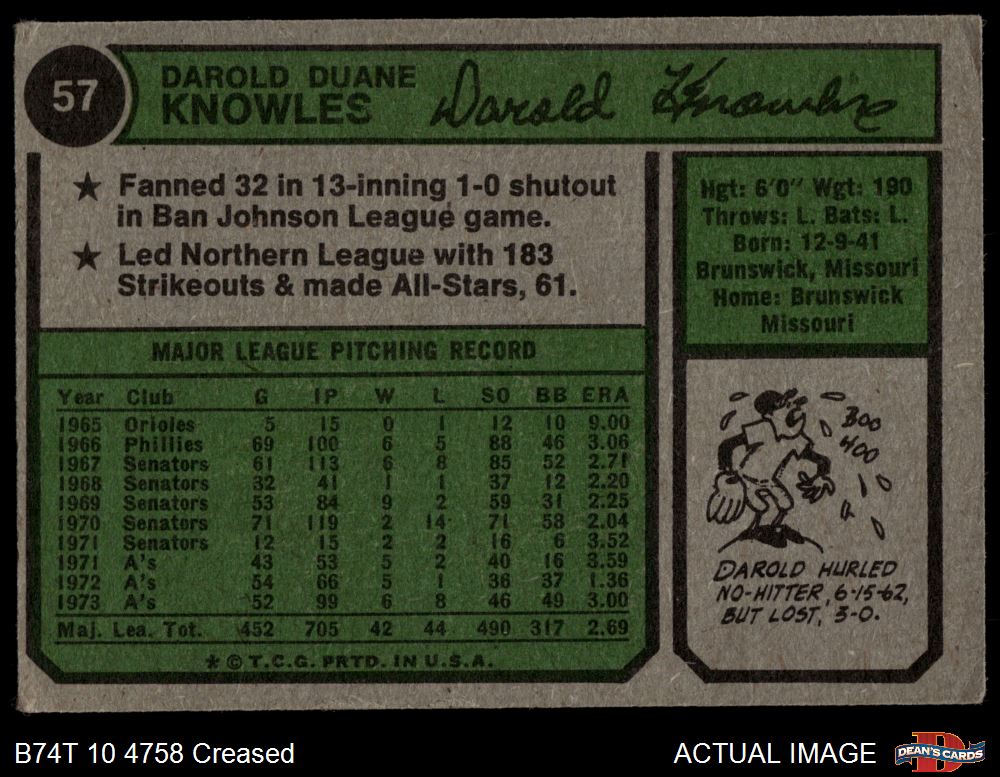 57
DAROLD DUANE
KNOWLES
Darold Knowles
★ Fanned 32 in 13-inning 1-0 shutout
in Ban Johnson League game.
★ Led Northern League with 183
Strikeouts & made All-Stars, 61.
Hgt: 6'0" Wgt: 190
Throws: L. Bats: L.
Born: 12-9-41
Brunswick, Missouri
Home: Brunswick
Missouri
MAJOR LEAGUE PITCHING RECORD
Year Club G IP W L SO BB ERA
1965 Orioles 5 15 0 1 12 10 9.00
1966 Phillies 69 100 6 5 88 46 3.06
1967 Senators 61 113 6 8 85 52 2.71
1968 Senators 32 41 1 1 37 12 2.20
1969 Senators 53 84 9 2 59 31 2.25
1970 Senators 71 119 2 14 71 58 2.04
1971 Senators 12 15 2 2 16 6 3.52
1971 A's 43 53 5 2 40 16 3.59
1972 A's 54 66 5 1 36 37 1.36
1973 A's 52 99 6 8 46 49 3.00
Maj. Lea. Tot. 452 705 42 44 490 317 2.69
* © T.C.G. PRTD. IN U.S.A.
BOO
HOO
DAROLD HURLED
NO-HITTER, 6-15-62,
BUT LOST, 3-0.
B74T 10 4758 Creased
ACTUAL IMAGE
D
DEAN'S CARDS